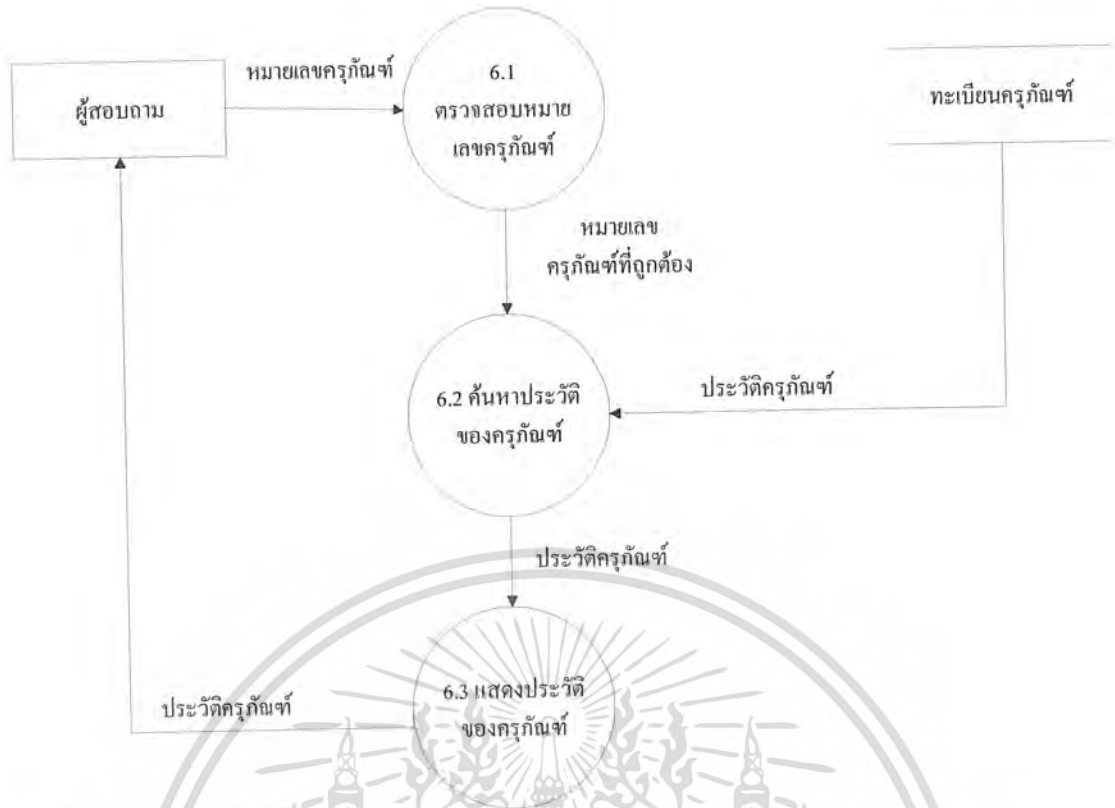 หมายเลขครุภัณฑ์
6.1
ตรวจสอบหมาย
เลขครุภัณฑ์
ผู้สอบถาม
ทะเบียนครุภัณฑ์
หมายเลข
ครุภัณฑ์ที่ถูกต้อง
6.2 ค้นหาประวัติ
ของครุภัณฑ์
ประวัติครุภัณฑ์
ประวัติครุภัณฑ์
6.3 แสดงประวัติ
ของครุภัณฑ์
ประวัติครุภัณฑ์